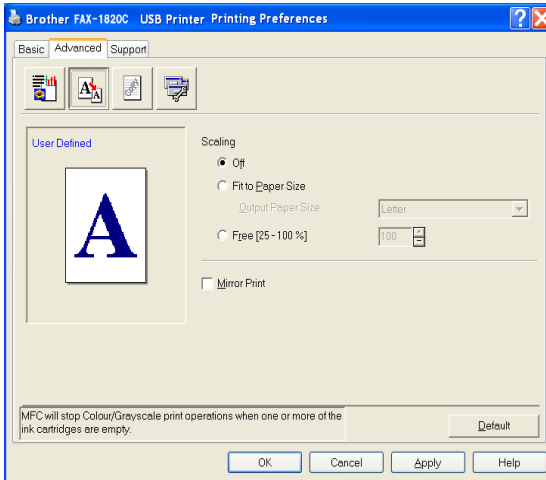 Brother FAX-1820C USB Printer Printing Preferences
Basic Advanced Support
User Defined
A
Scaling
Off
Fit to Paper Size
Output Paper Size Letter
Free [25 - 100 %] 100
Mirror Print
MFC will stop Colour/Grayscale print operations when one or more of the
ink cartridges are empty.
Default
OK Cancel Apply Help